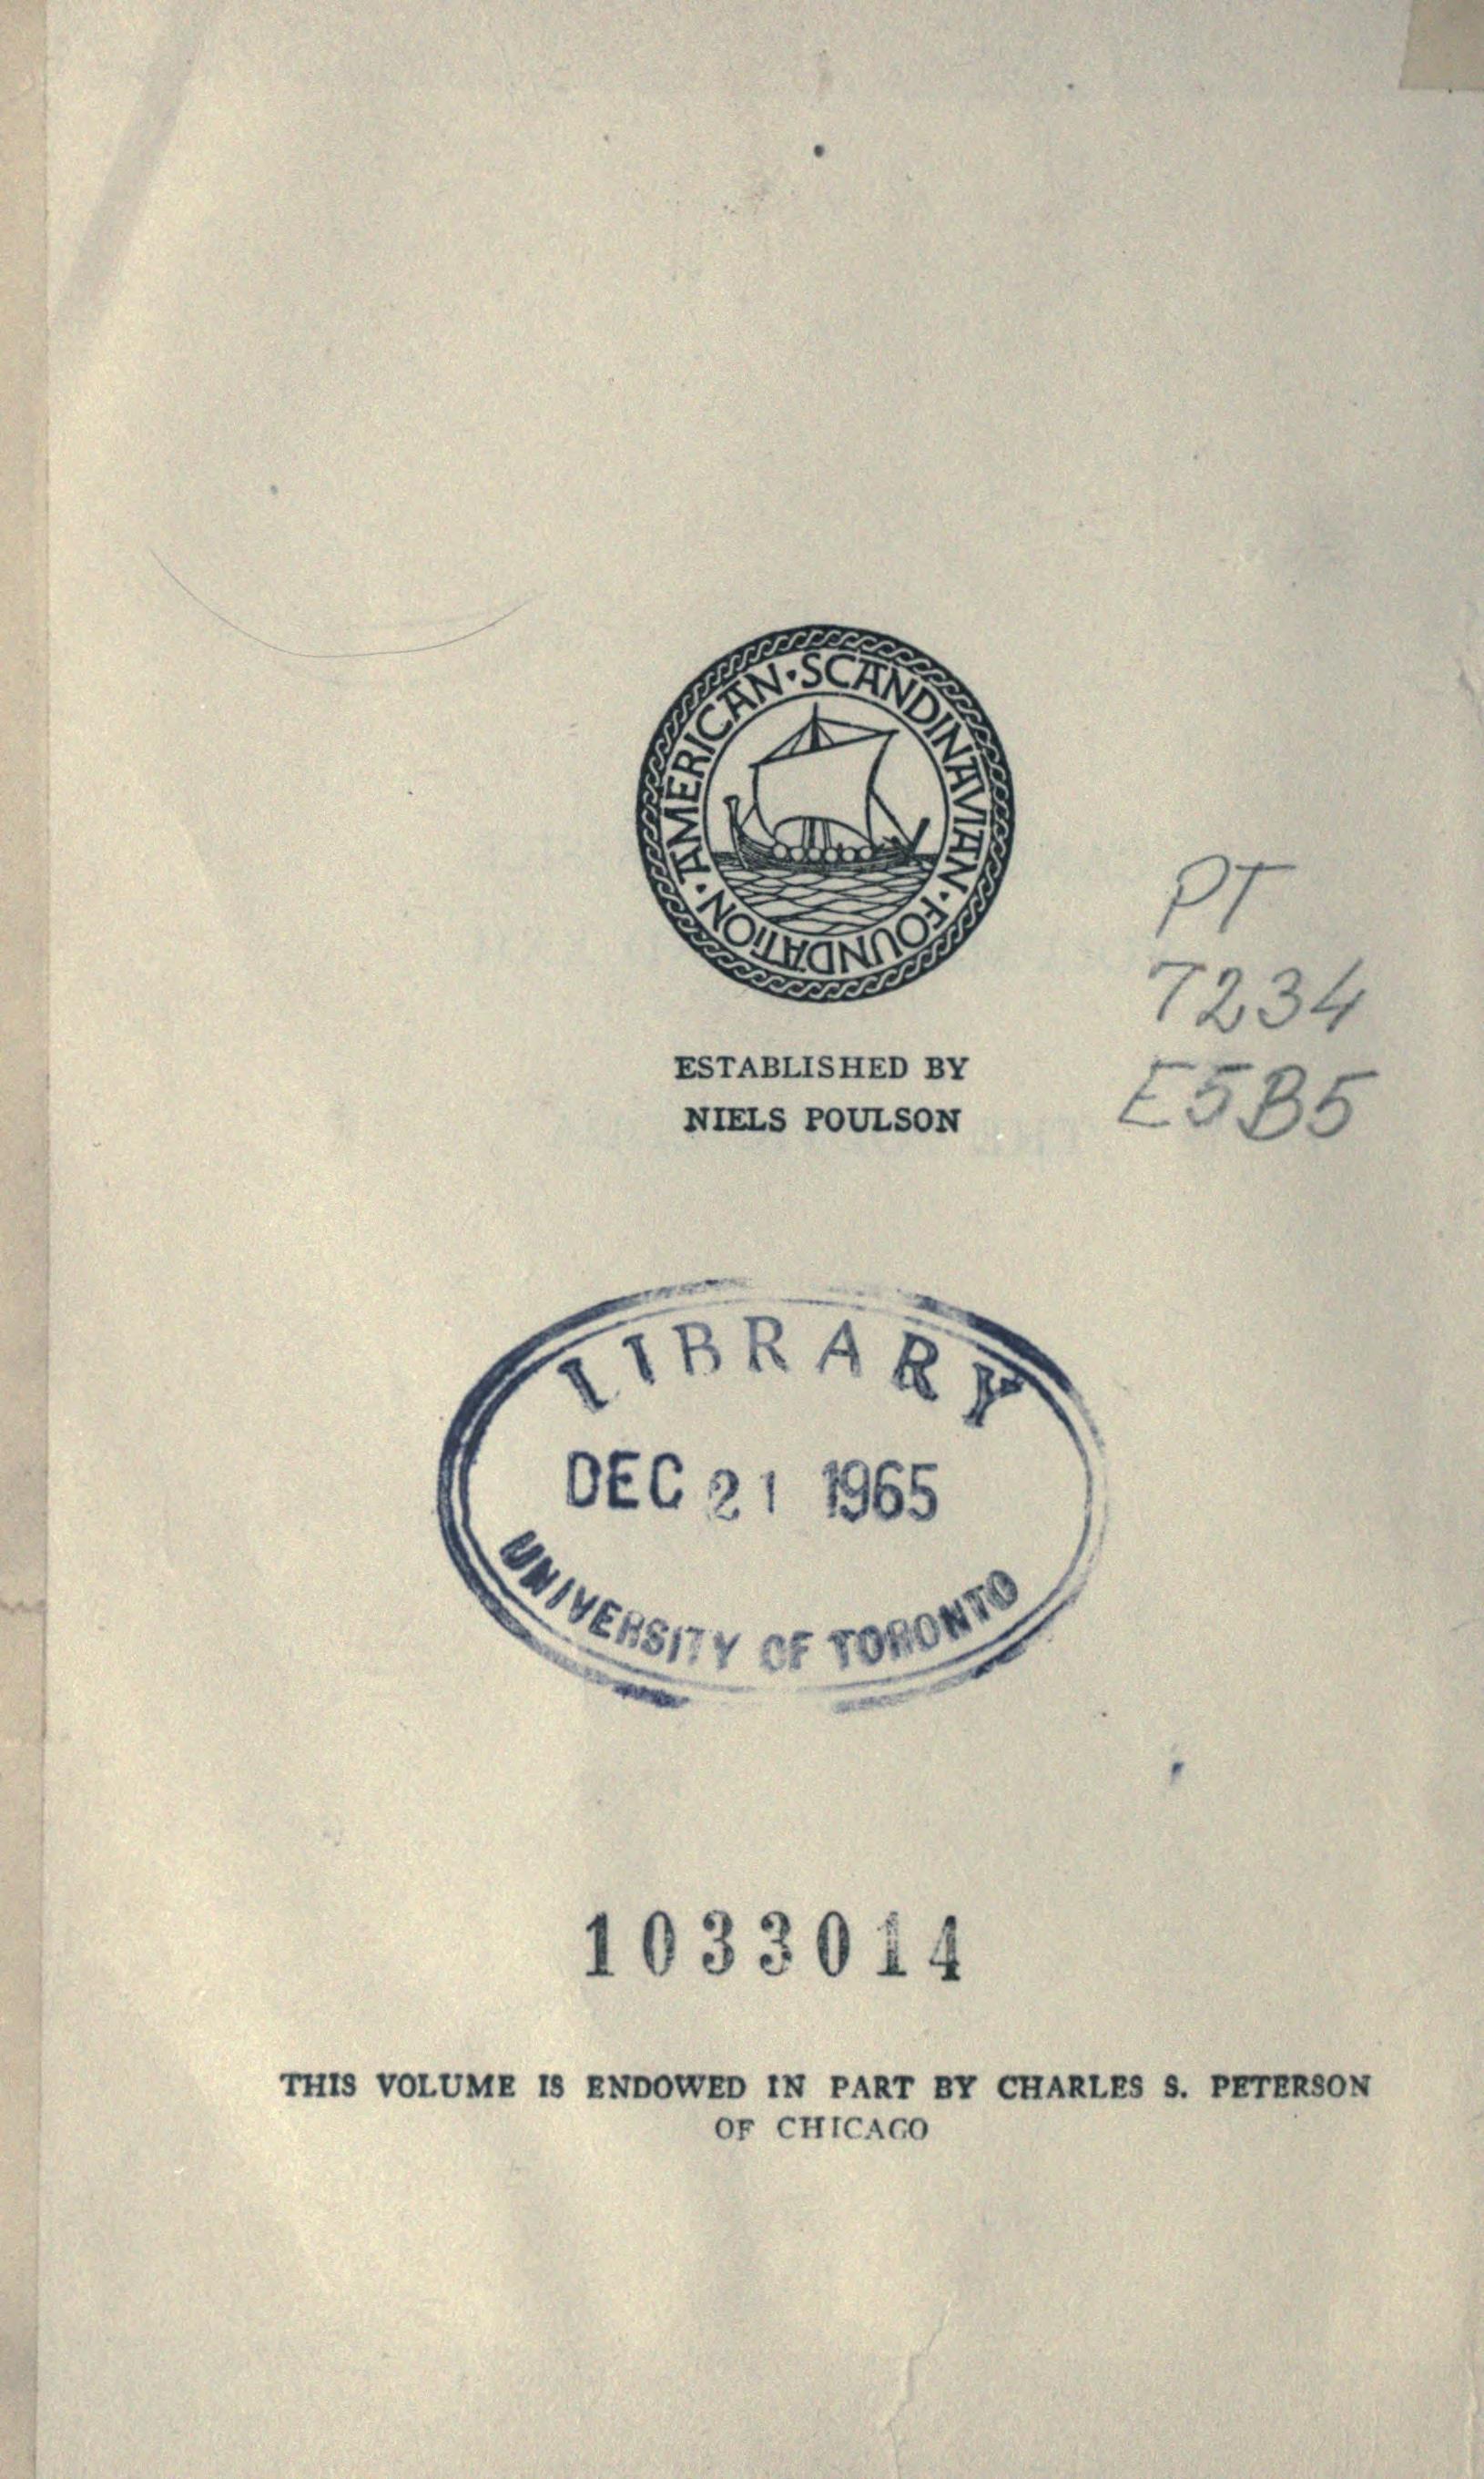 AMERICAN·SCANDINAVIAN·FOUNDATION·
PT
7234
E5B5
ESTABLISHED BY
NIELS POULSON
LIBRARY
DEC 21 1965
UNIVERSITY OF TORONTO
1033014
THIS VOLUME IS ENDOWED IN PART BY CHARLES S. PETERSON
OF CHICAGO